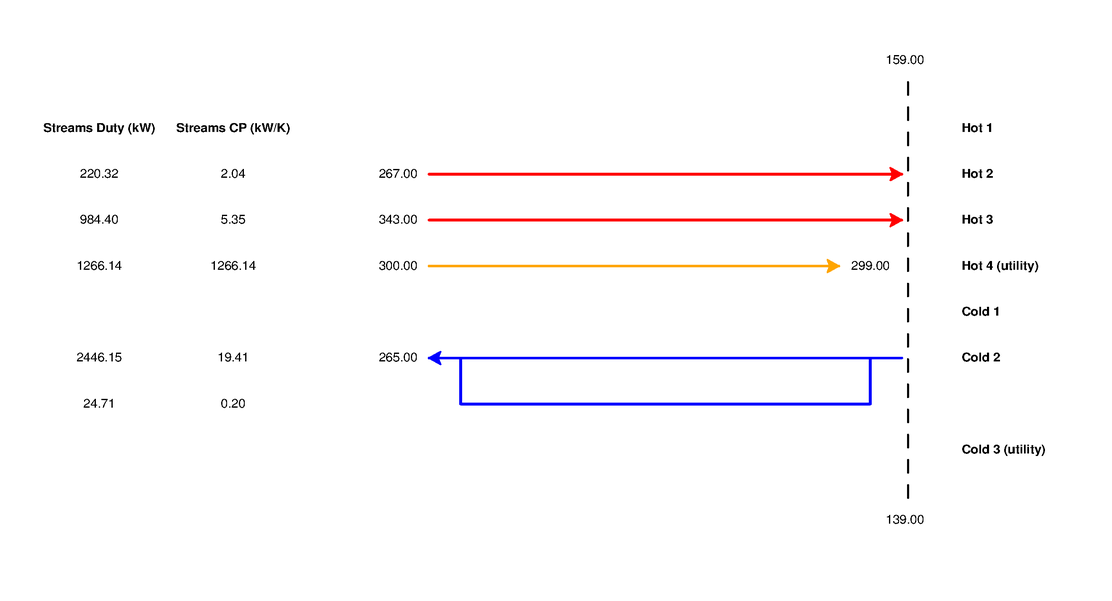 159.00
Streams Duty (kW) Streams CP (kW/K) Hot 1
220.32 2.04 267.00 Hot 2
984.40 5.35 343.00 Hot 3
1266.14 1266.14 300.00 299.00 Hot 4 (utility)
Cold 1
2446.15 19.41 265.00 Cold 2
24.71 0.20
Cold 3 (utility)
139.00